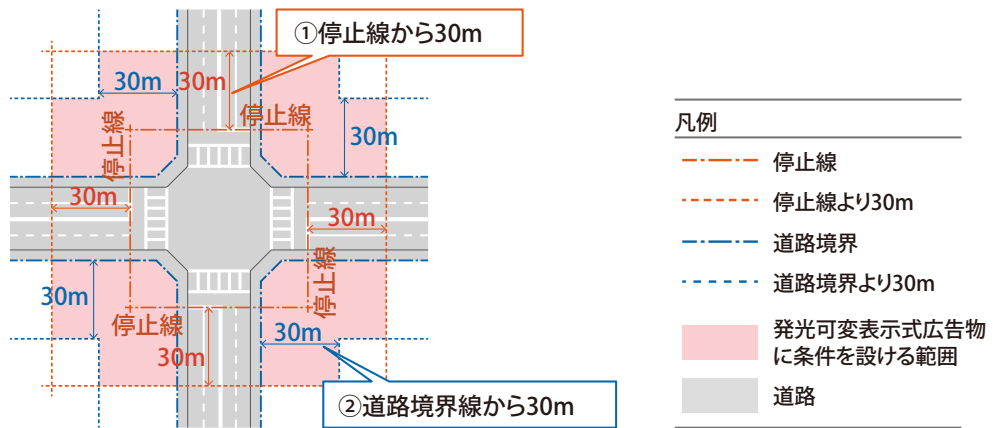 ①停止線から30m
30m
30m
停止線
停止線
30m
30m
30m
停止線
30m
停止線
30m
30m
②道路境界線から30m
凡例
停止線
停止線より30m
道路境界
道路境界より30m
発光可変表示式広告物
に条件を設ける範囲
道路